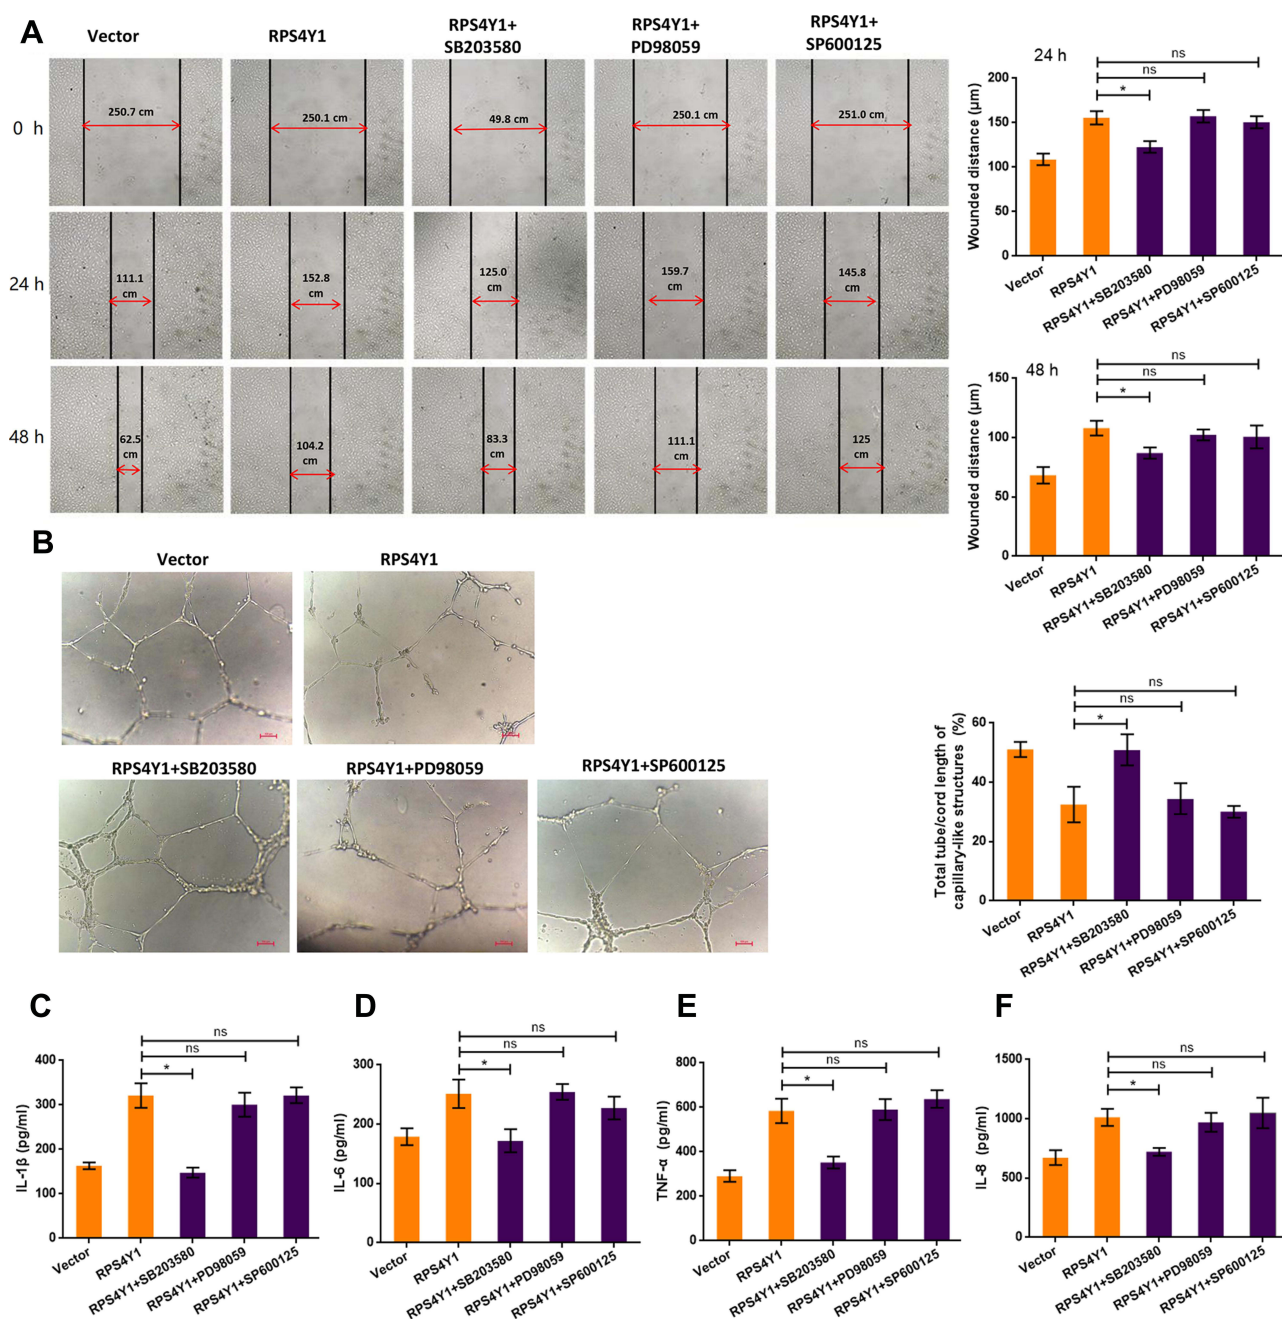 A
Vector
RPS4Y1
RPS4Y1+
SB203580
RPS4Y1+
PD98059
RPS4Y1+
SP600125
0 h
250.7 cm
250.1 cm
49.8 cm
250.1 cm
251.0 cm
24 h
111.1
cm
152.8
cm
125.0
cm
159.7
cm
145.8
cm
48 h
62.5
cm
104.2
cm
83.3
cm
111.1
cm
125
cm
24 h
ns
ns
*
Wounded distance (μm)
200
150
100
50
0
Vector
RPS4Y1
RPS4Y1+SB203580
RPS4Y1+PD98059
RPS4Y1+SP600125
48 h
ns
ns
*
Wounded distance (μm)
150
100
50
0
Vector
RPS4Y1
RPS4Y1+SB203580
RPS4Y1+PD98059
RPS4Y1+SP600125
B
Vector
RPS4Y1
RPS4Y1+SB203580
RPS4Y1+PD98059
RPS4Y1+SP600125
ns
ns
*
Total tube/cord length of
capillary-like structures (%)
60
40
20
0
Vector
RPS4Y1
RPS4Y1+SB203580
RPS4Y1+PD98059
RPS4Y1+SP600125
C
ns
ns
*
IL-1β (pg/ml)
400
300
200
100
0
Vector
RPS4Y1
RPS4Y1+SB203580
RPS4Y1+PD98059
RPS4Y1+SP600125
D
ns
ns
*
IL-6 (pg/ml)
300
200
100
0
Vector
RPS4Y1
RPS4Y1+SB203580
RPS4Y1+PD98059
RPS4Y1+SP600125
E
ns
ns
*
TNF-α (pg/ml)
800
600
400
200
0
Vector
RPS4Y1
RPS4Y1+SB203580
RPS4Y1+PD98059
RPS4Y1+SP600125
F
ns
ns
*
IL-8 (pg/ml)
1500
1000
500
0
Vector
RPS4Y1
RPS4Y1+SB203580
RPS4Y1+PD98059
RPS4Y1+SP600125